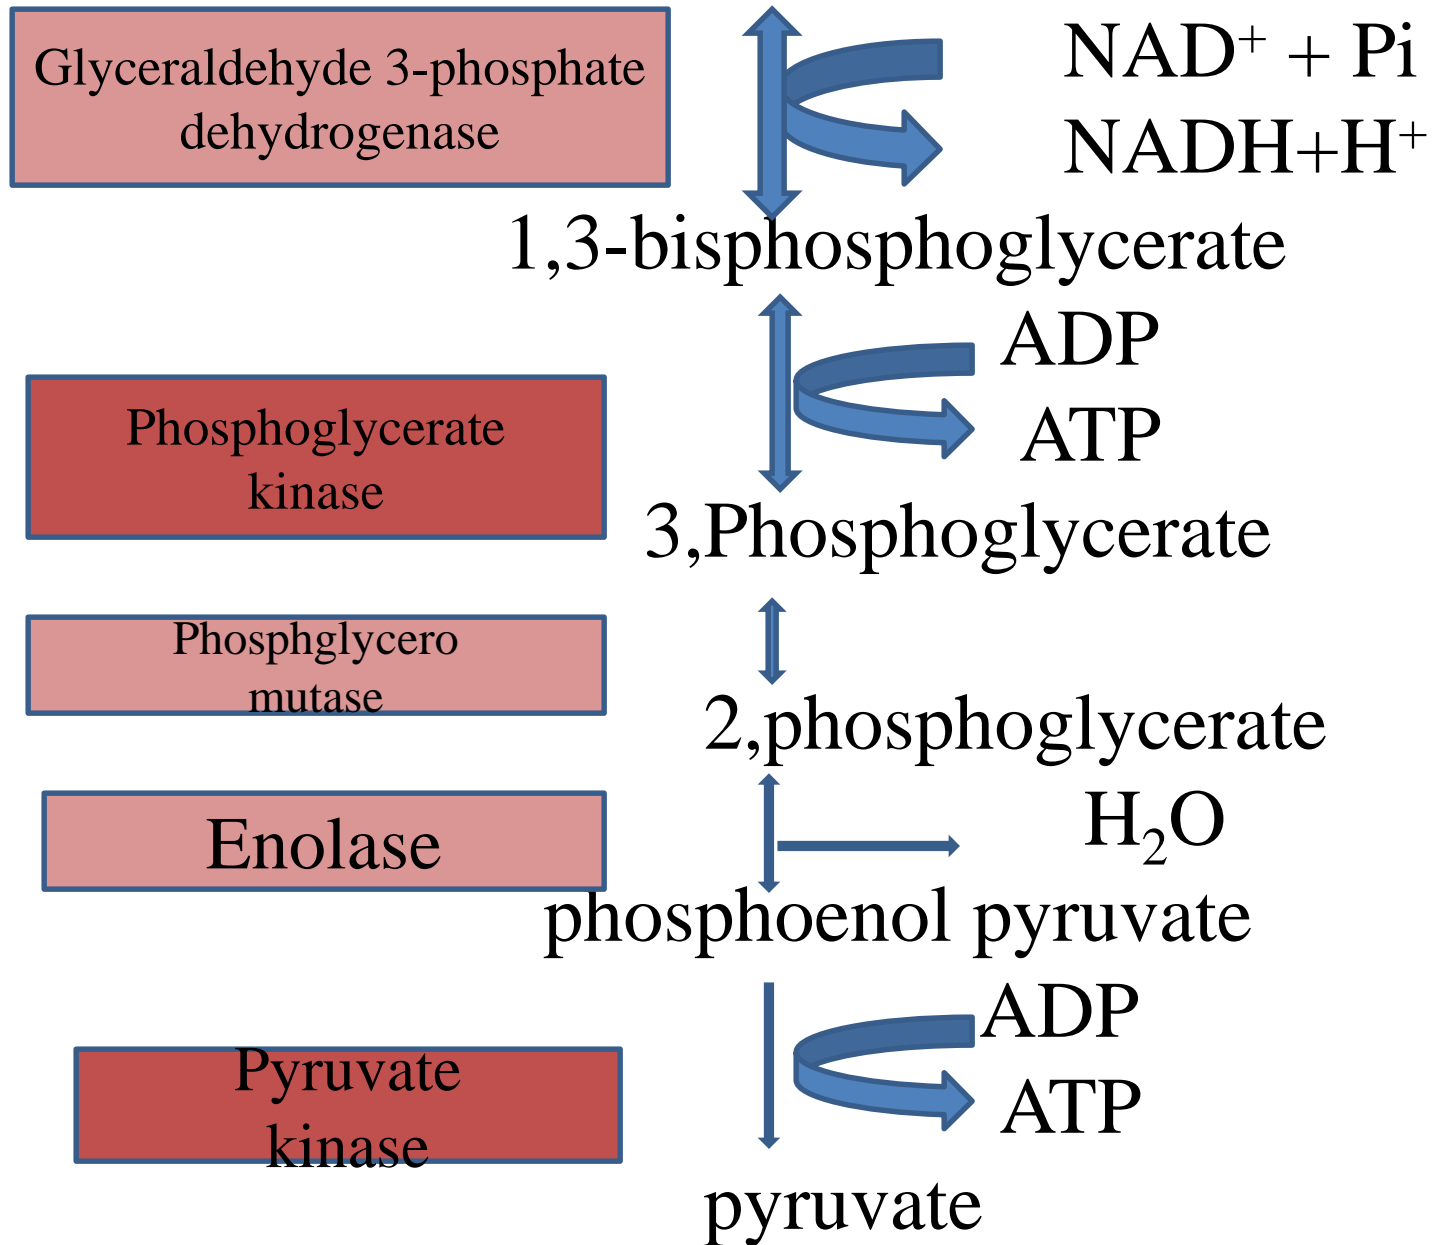 Glyceraldehyde 3-phosphate
dehydrogenase
NAD⁺ + Pi
NADH+H⁺
1,3-bisphosphoglycerate
ADP
ATP
Phosphoglycerate
kinase
3,Phosphoglycerate
Phosphglycero
mutase
2,phosphoglycerate
H₂O
Enolase
phosphoenol pyruvate
ADP
ATP
Pyruvate
kinase
pyruvate